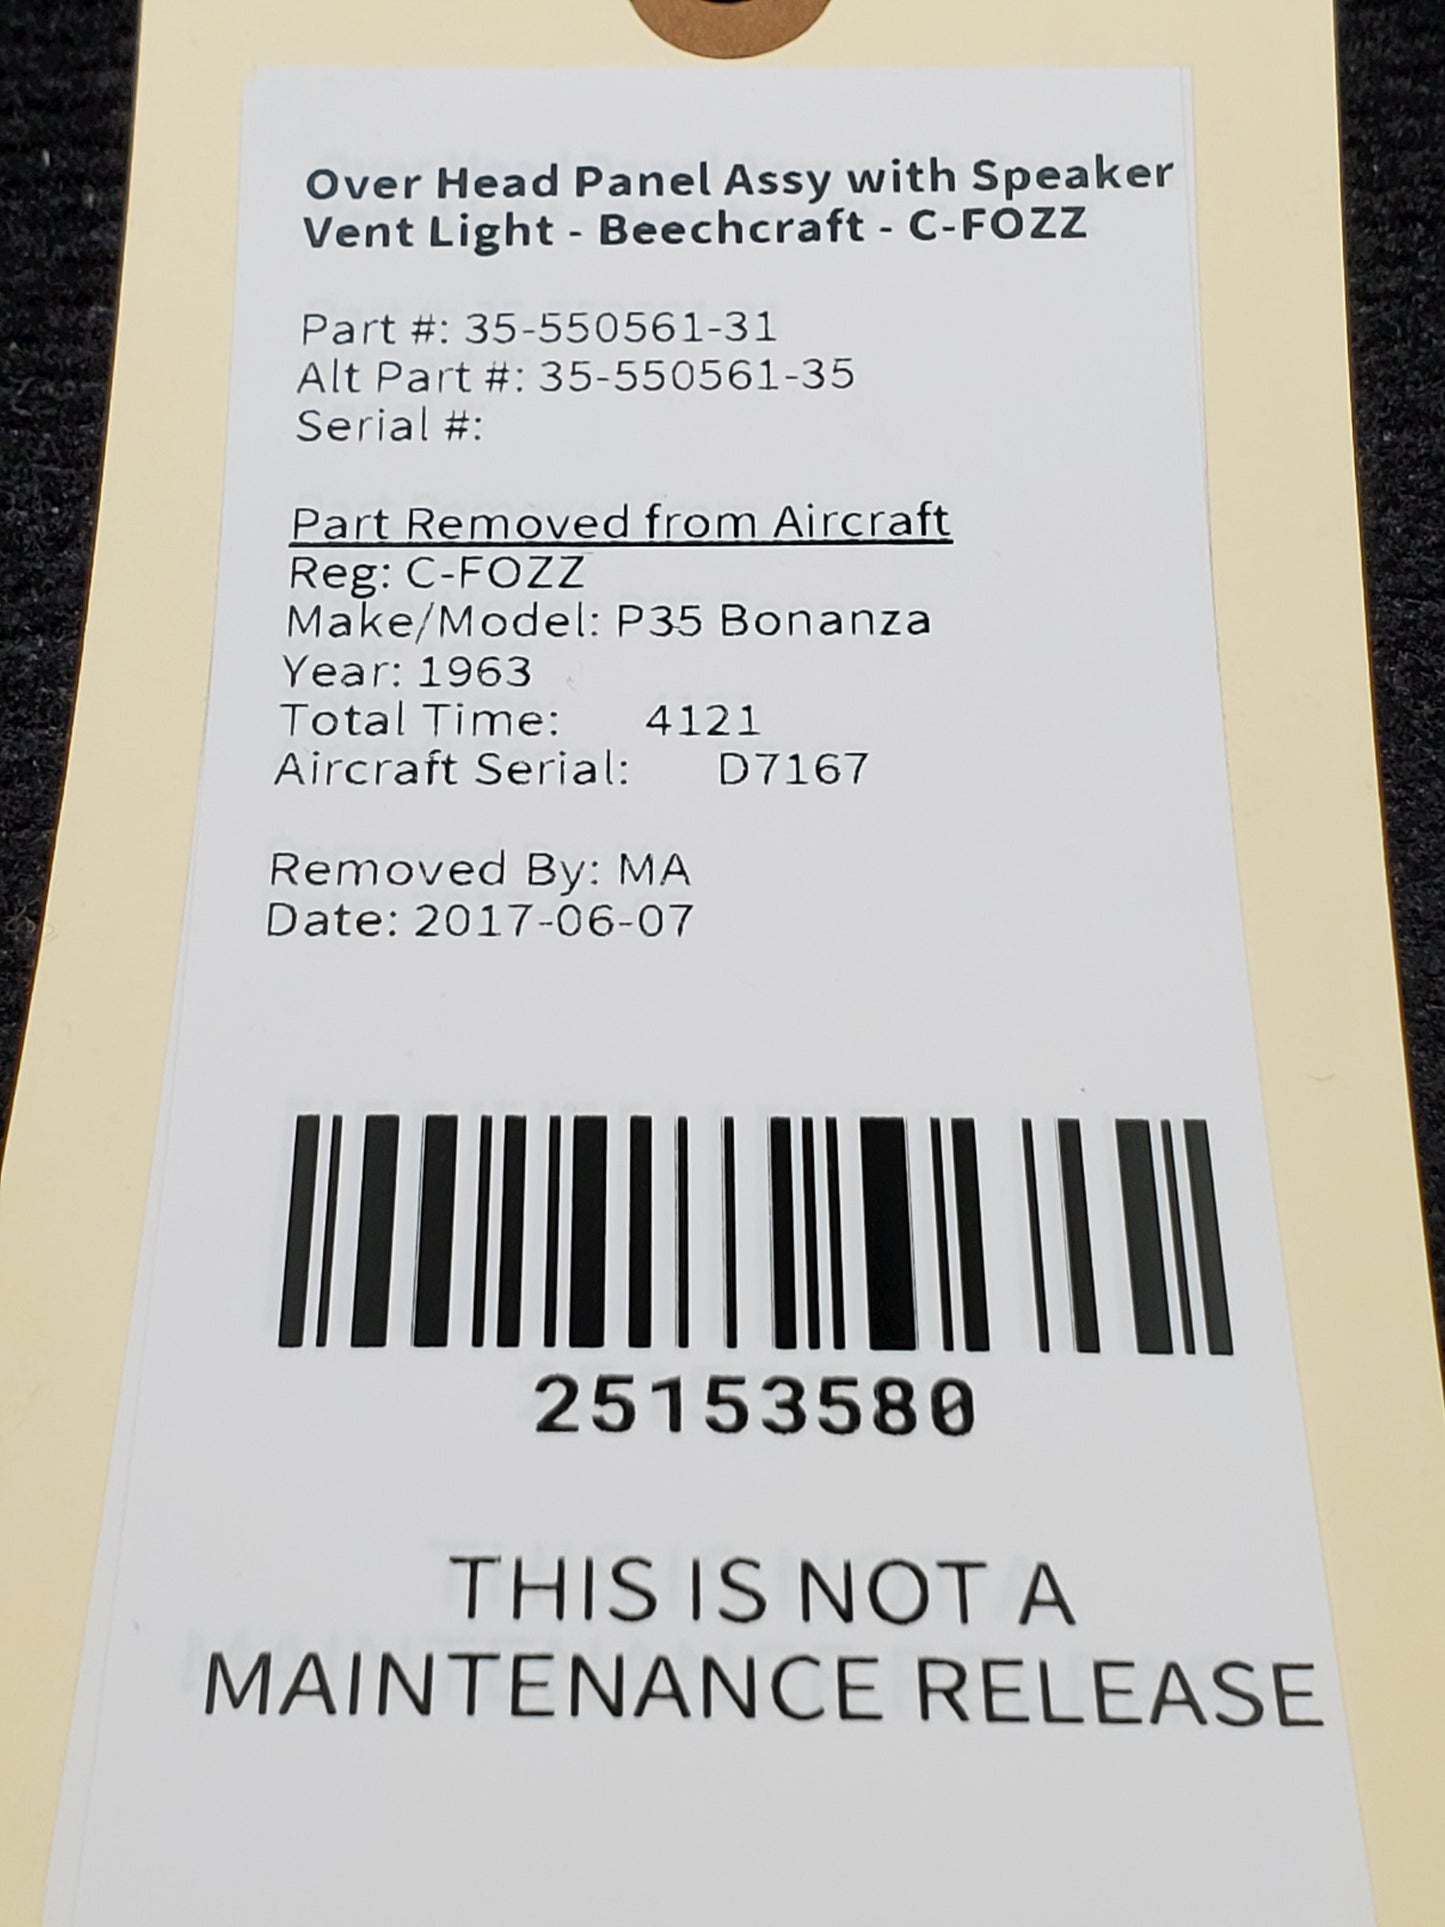 Over Head Panel Assy with Speaker
Vent Light - Beechcraft - C-FOZZ
Part #: 35-550561-31
Alt Part #: 35-550561-35
Serial #:
Part Removed from Aircraft
Reg: C-FOZZ
Make/Model: P35 Bonanza
Year: 1963
Total Time: 4121
Aircraft Serial: D7167
Removed By: MA
Date: 2017-06-07
25153580
THIS IS NOT A
MAINTENANCE RELEASE